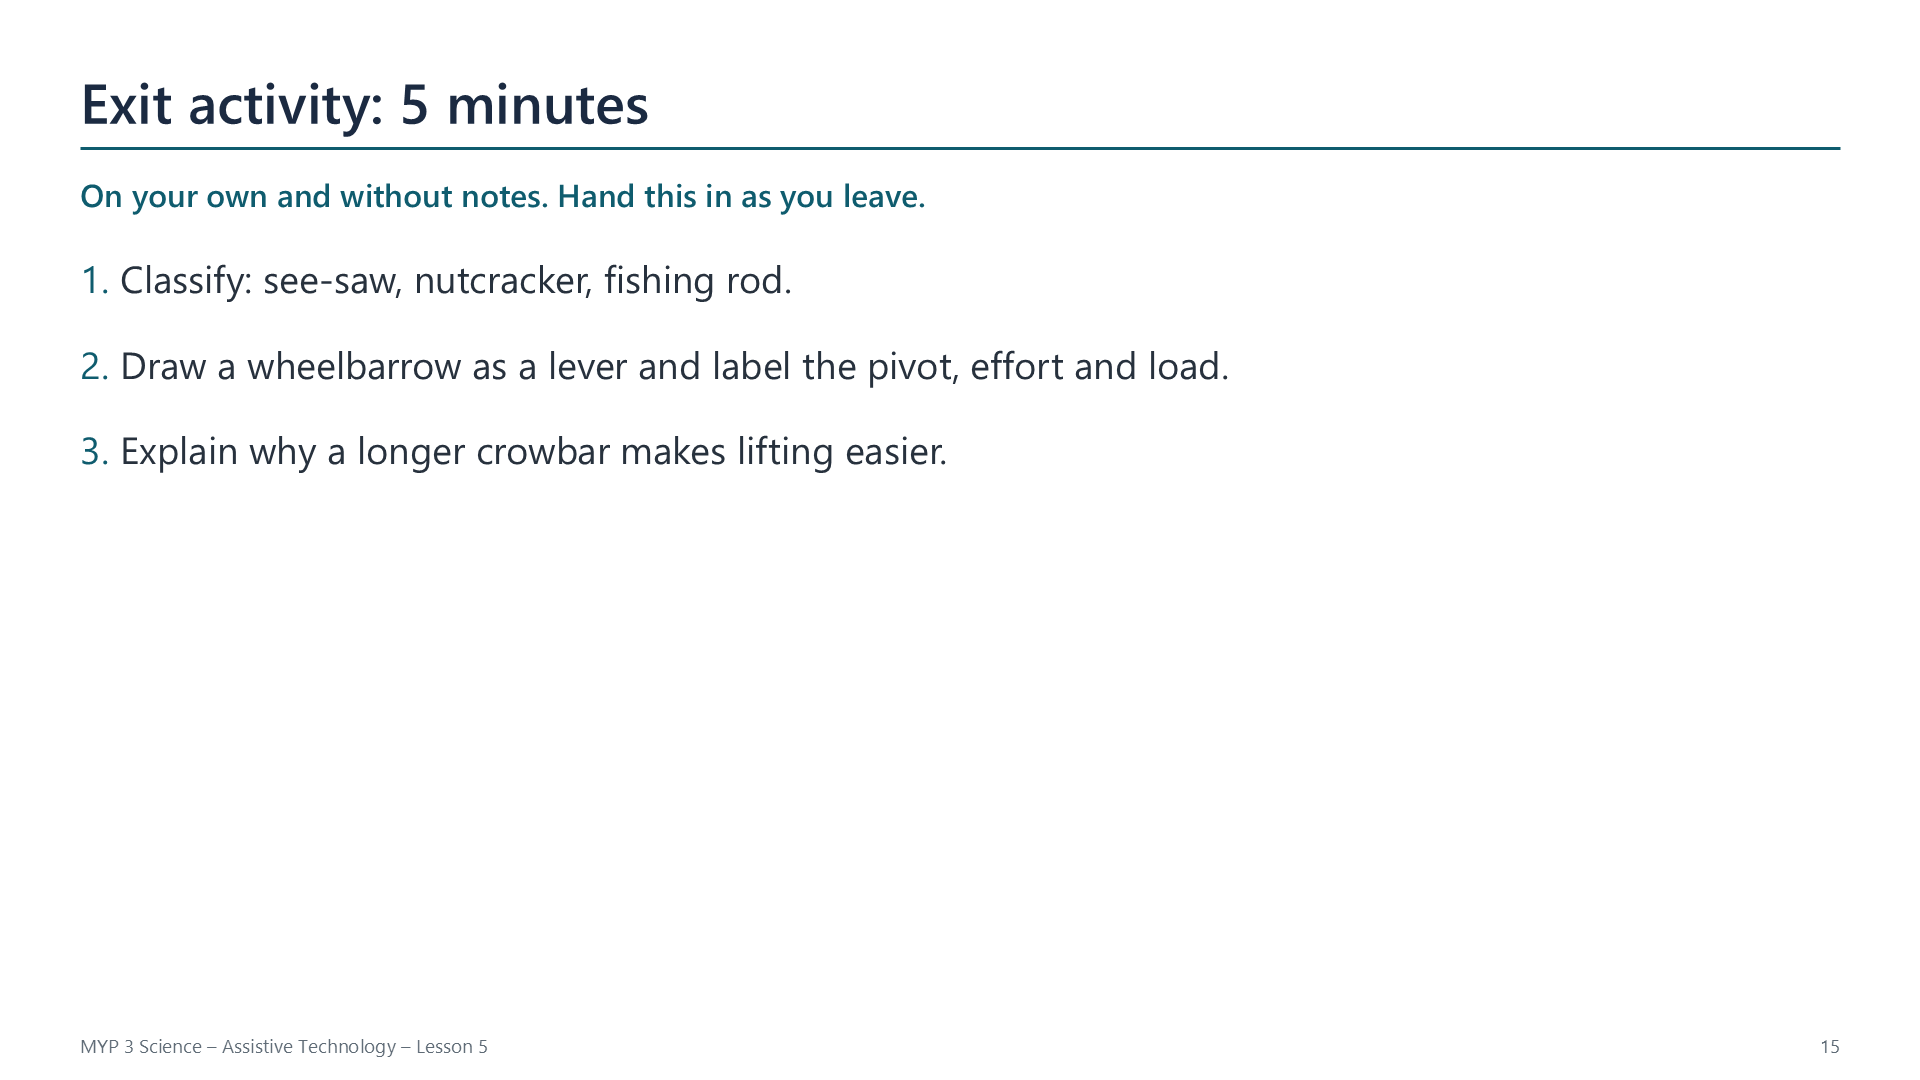 Exit activity: 5 minutes
On your own and without notes. Hand this in as you leave.
1. Classify: see-saw, nutcracker, fishing rod.
2. Draw a wheelbarrow as a lever and label the pivot, effort and load.
3. Explain why a longer crowbar makes lifting easier.
MYP 3 Science – Assistive Technology – Lesson 5
15